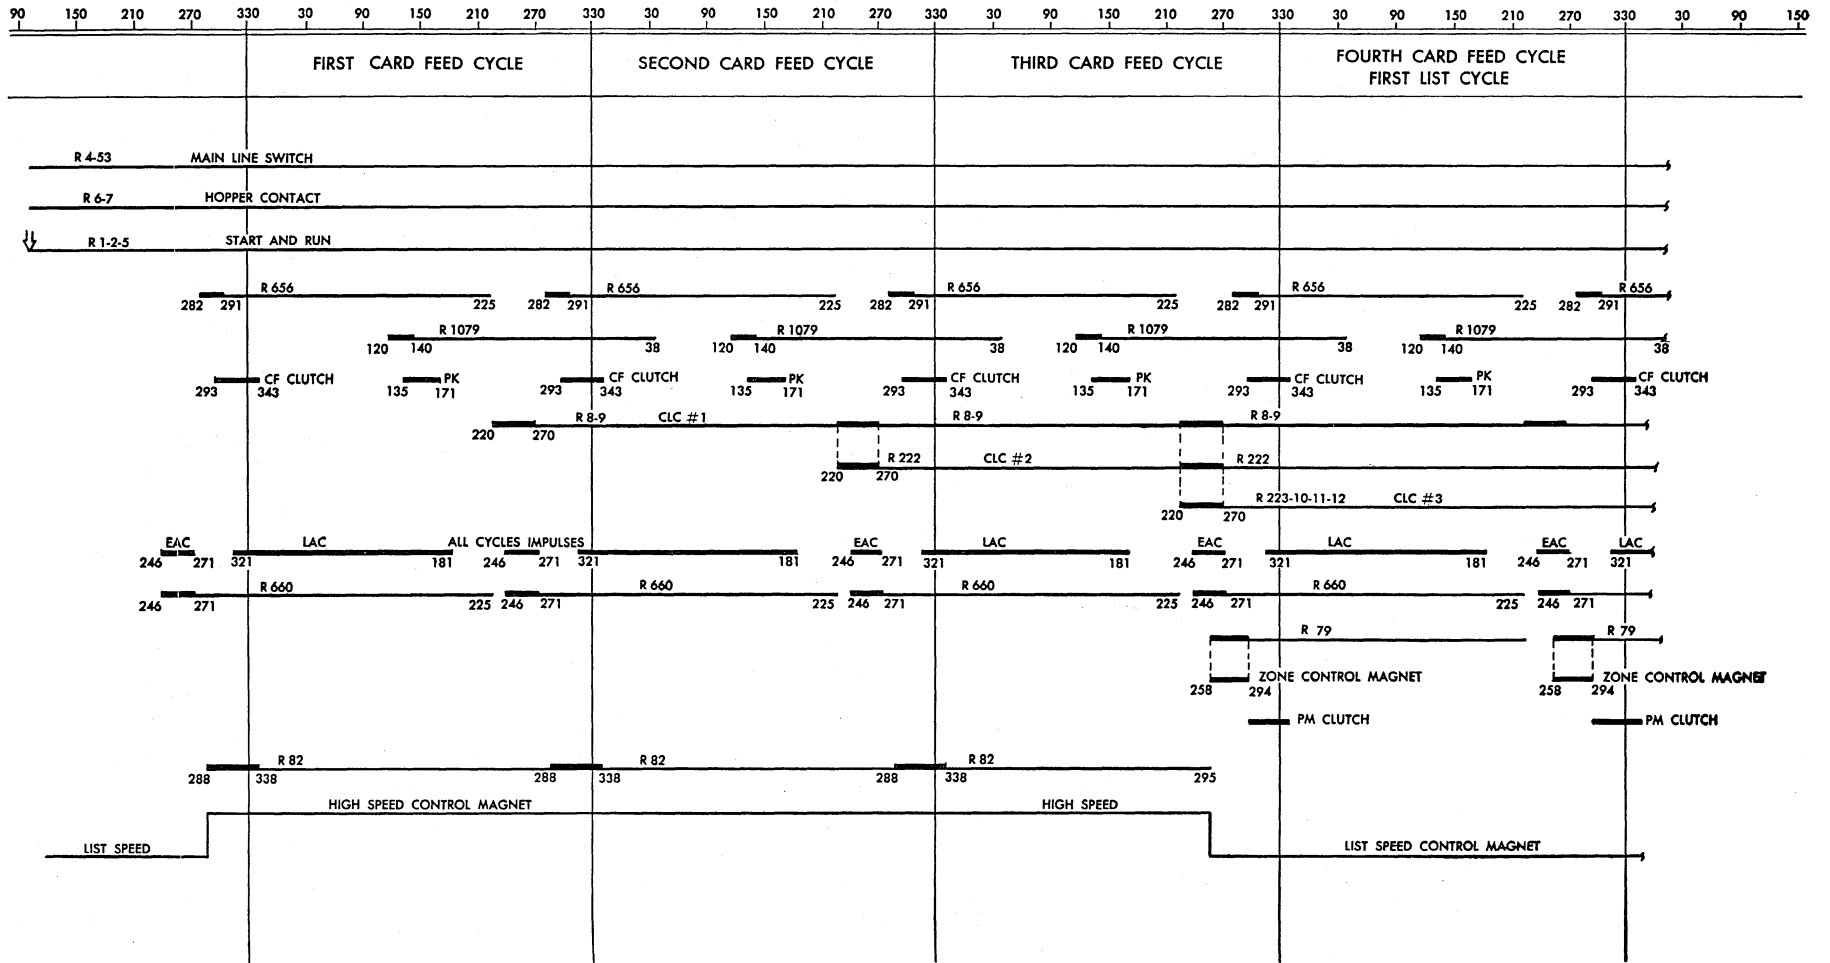 90 150 210 270 330 30 90 150 210 270 330 30 90 150 210 270 330 30 90 150 210 270 330 30 90 150 210 270 330 30 90 150
FIRST CARD FEED CYCLE SECOND CARD FEED CYCLE THIRD CARD FEED CYCLE FOURTH CARD FEED CYCLE
FIRST LIST CYCLE
R 4-53 MAIN LINE SWITCH
R 6-7 HOPPER CONTACT
R 1-2-5 START AND RUN
R 656 R 656 R 656 R 656 R 656
282 291 225 282 291 225 282 291 225 282 291 225 282 291
R 1079 R 1079 R 1079 R 1079
120 140 38 120 140 38 120 140 38 120 140 38
CF CLUTCH PK CF CLUTCH PK CF CLUTCH PK CF CLUTCH PK CF CLUTCH
293 343 135 171 293 343 135 171 293 343 135 171 293 343 135 171 293 343
R 8-9 CLC #1 R 8-9 R 8-9
220 270
R 222 CLC #2 R 222
220 270
R 223-10-11-12 CLC #3
220 270
EAC LAC ALL CYCLES IMPULSES EAC LAC EAC LAC EAC LAC
246 271 321 181 246 271 321 181 246 271 321 181 246 271 321 181 246 271 321
R 660 R 660 R 660 R 660
246 271 225 246 271 225 246 271 225 246 271 225 246 271
R 79 R 79
ZONE CONTROL MAGNET ZONE CONTROL MAGNET
258 294 258 294
PM CLUTCH PM CLUTCH
R 82 R 82 R 82
288 338 288 338 288 338 295
HIGH SPEED CONTROL MAGNET HIGH SPEED
LIST SPEED LIST SPEED CONTROL MAGNET